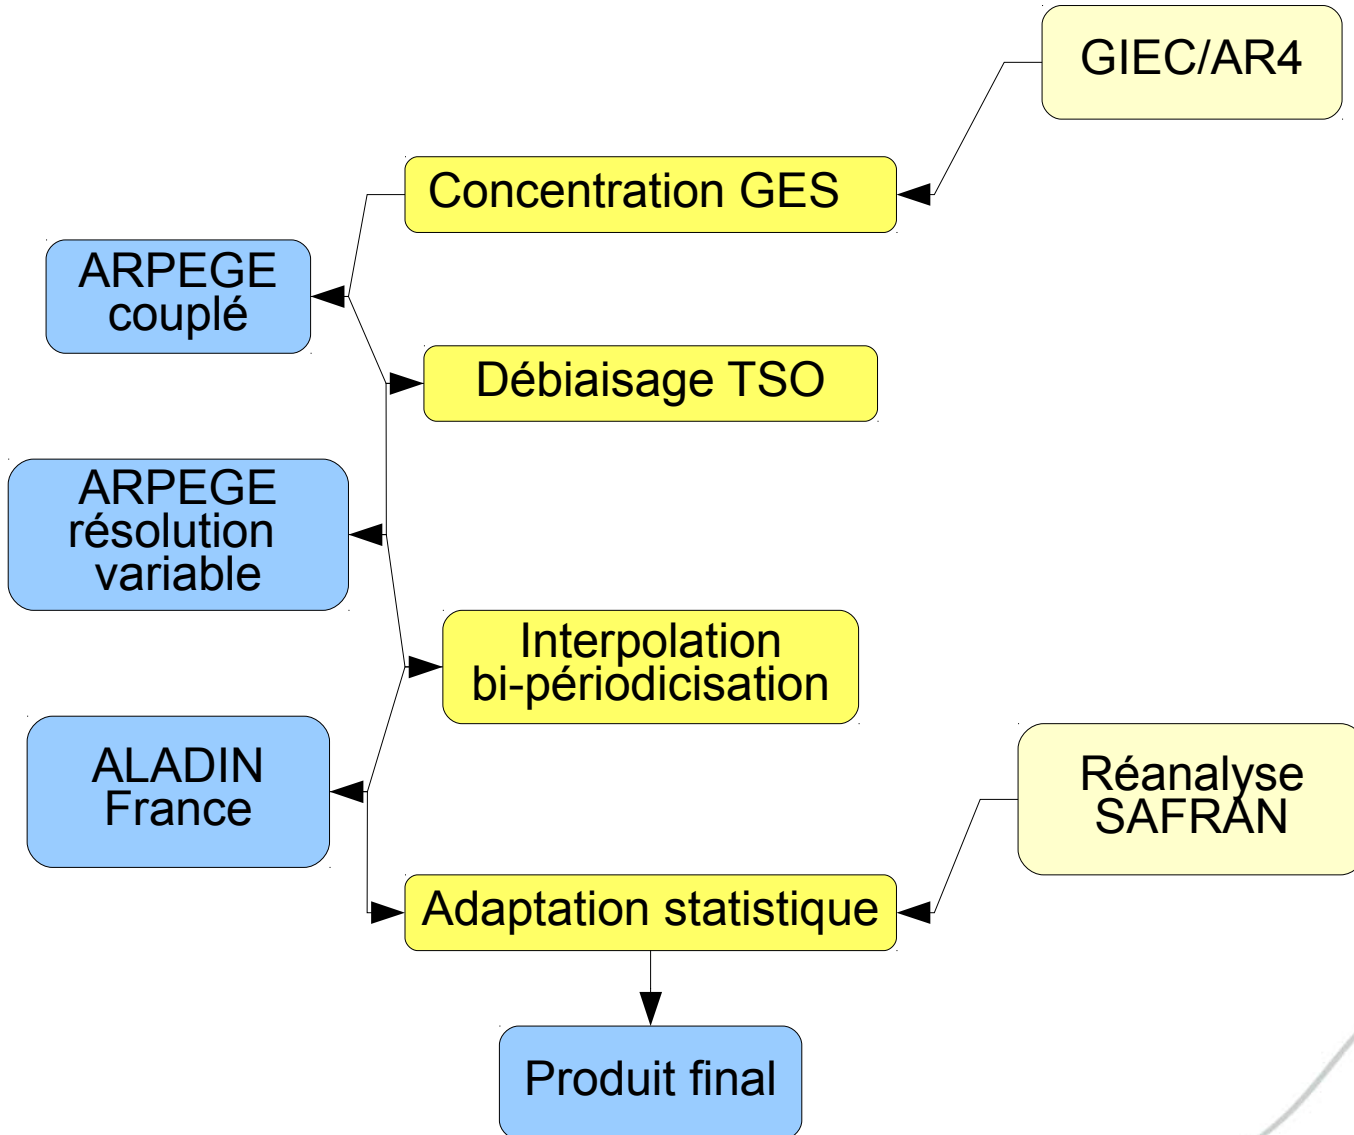 GIEC/AR4
Concentration GES
ARPEGE
couplé
Débiaisage TSO
ARPEGE
résolution
variable
Interpolation
bi-périodicisation
ALADIN
France
Réanalyse
SAFRAN
Adaptation statistique
Produit final